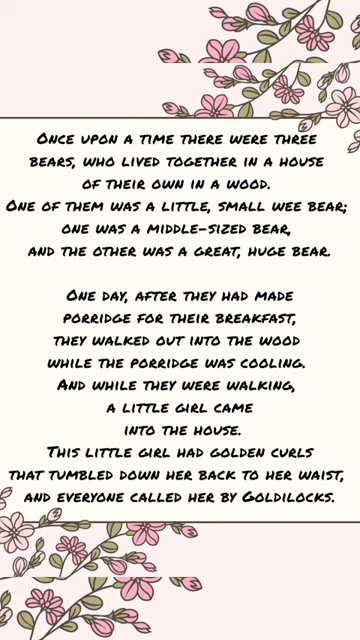 Once upon a time there were three
bears, who lived together in a house
of their own in a wood.
One of them was a little, small wee bear;
one was a middle-sized bear,
and the other was a great, huge bear.
One day, after they had made
porridge for their breakfast,
they walked out into the wood
while the porridge was cooling.
And while they were walking,
a little girl came
into the house.
This little girl had golden curls
that tumbled down her back to her waist,
and everyone called her by Goldilocks.